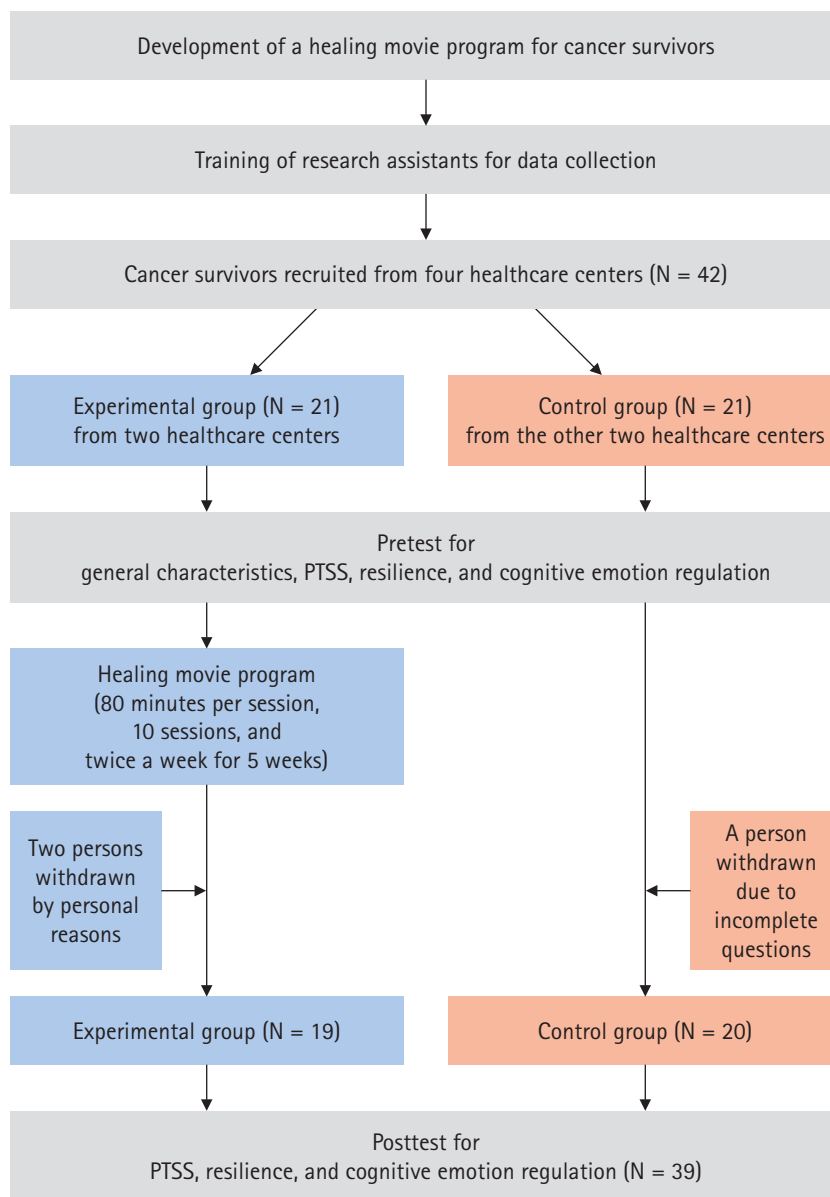 Development of a healing movie program for cancer survivors
Training of research assistants for data collection
Cancer survivors recruited from four healthcare centers (N = 42)
Experimental group (N = 21)
from two healthcare centers
Control group (N = 21)
from the other two healthcare centers
Pretest for
general characteristics, PTSS, resilience, and cognitive emotion regulation
Healing movie program
(80 minutes per session,
10 sessions, and
twice a week for 5 weeks)
Two persons
withdrawn
by personal
reasons
A person
withdrawn
due to
incomplete
questions
Experimental group (N = 19)
Control group (N = 20)
Posttest for
PTSS, resilience, and cognitive emotion regulation (N = 39)